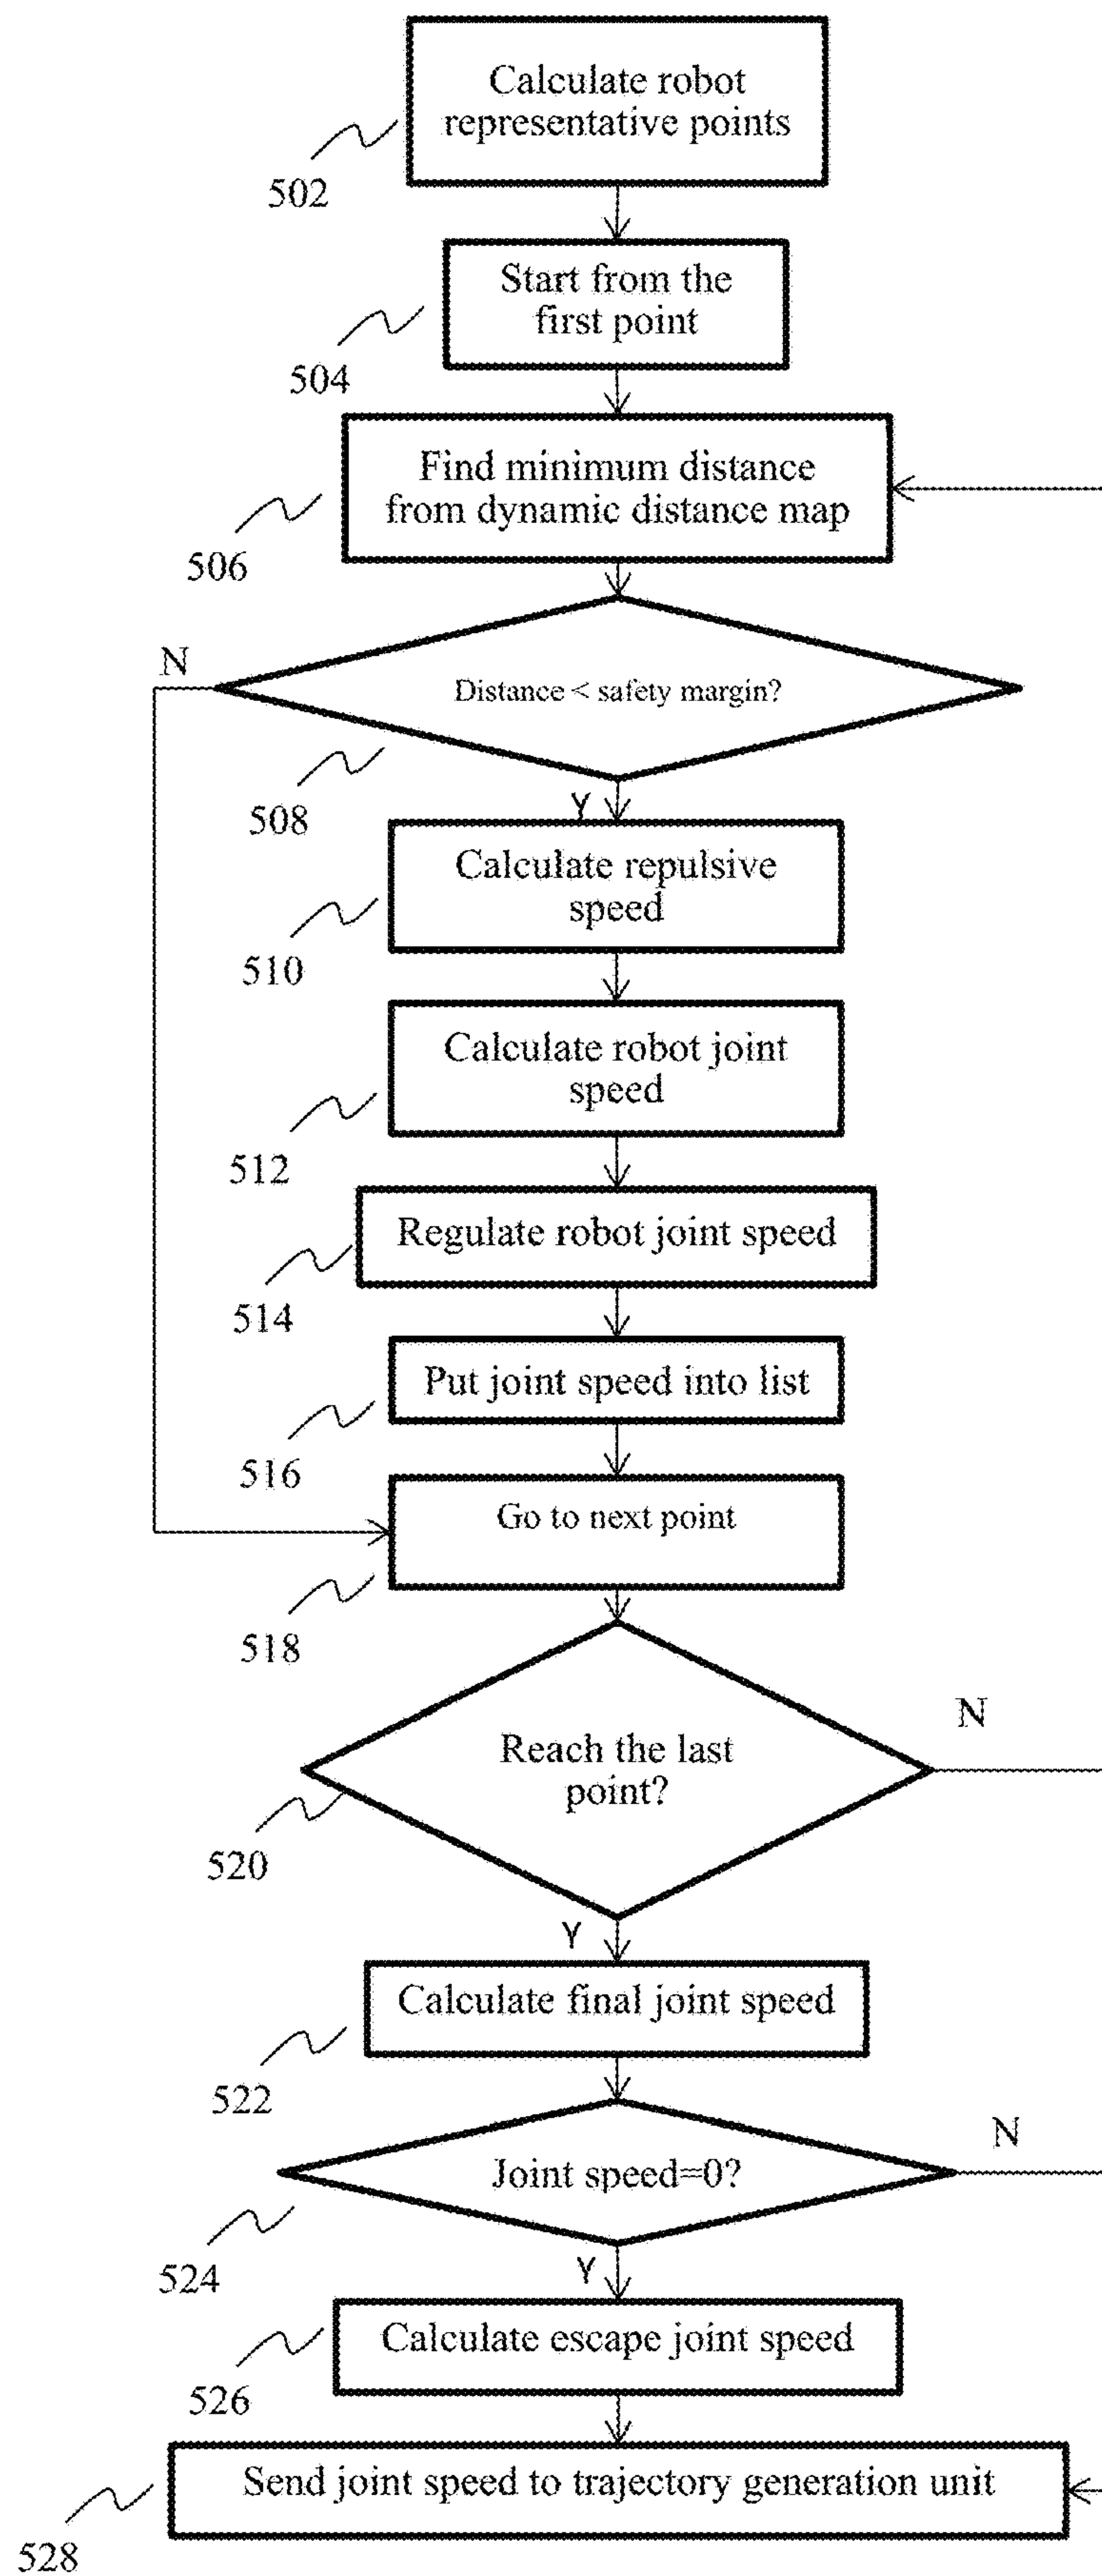 Calculate robot
representative points
502
Start from the
first point
504
Find minimum distance
from dynamic distance map
506
N
Distance < safety margin?
508
Y
Calculate repulsive
speed
510
Calculate robot joint
speed
512
Regulate robot joint speed
514
Put joint speed into list
516
Go to next point
518
N
Reach the last
point?
520
Y
Calculate final joint speed
522
N
Joint speed=0?
524
Y
Calculate escape joint speed
526
Send joint speed to trajectory generation unit
528